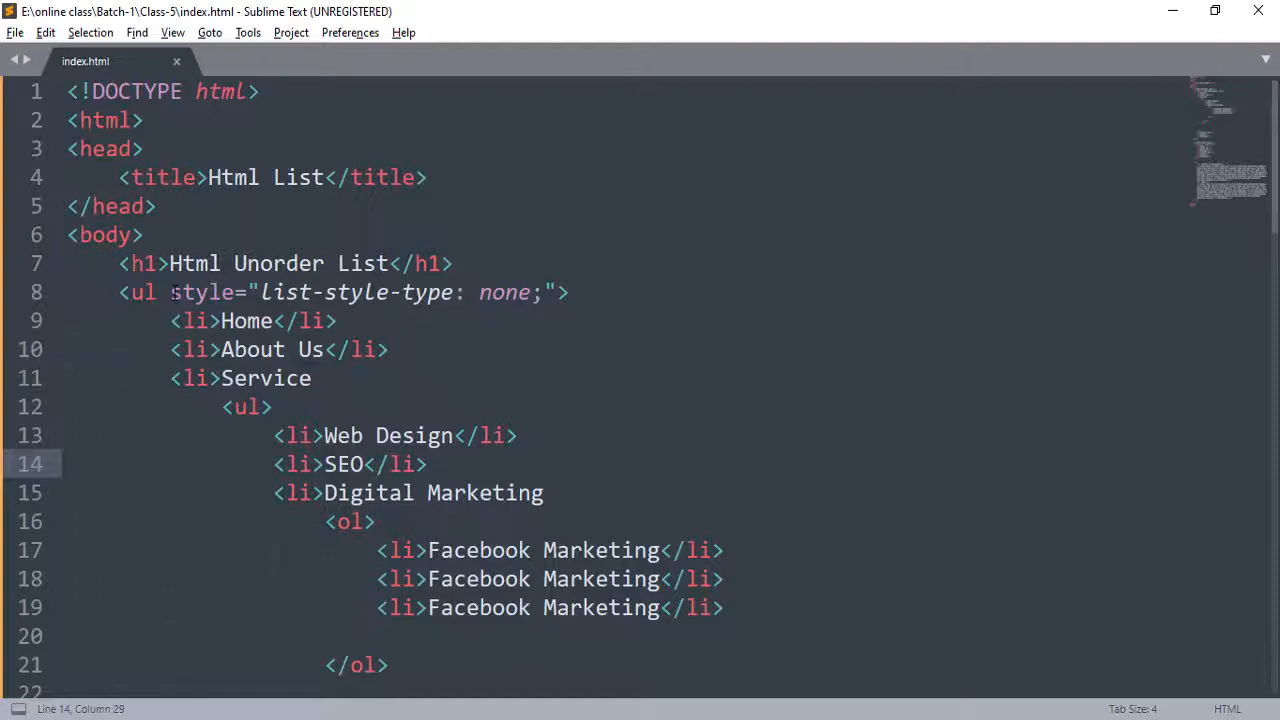 E:\online class\Batch-1\Class-5\index.html - Sublime Text (UNREGISTERED)
File Edit Selection Find View Goto Tools Project Preferences Help
index.html
1 <!DOCTYPE html>
2 <html>
3 <head>
4 <title>Html List</title>
5 </head>
6 <body>
7 <h1>Html Unorder List</h1>
8 <ul style="list-style-type: none;">
9 <li>Home</li>
10 <li>About Us</li>
11 <li>Service
12 <ul>
13 <li>Web Design</li>
14 <li>SEO</li>
15 <li>Digital Marketing
16 <ol>
17 <li>Facebook Marketing</li>
18 <li>Facebook Marketing</li>
19 <li>Facebook Marketing</li>
20
21 </ol>
22
Line 14, Column 29 Tab Size: 4 HTML